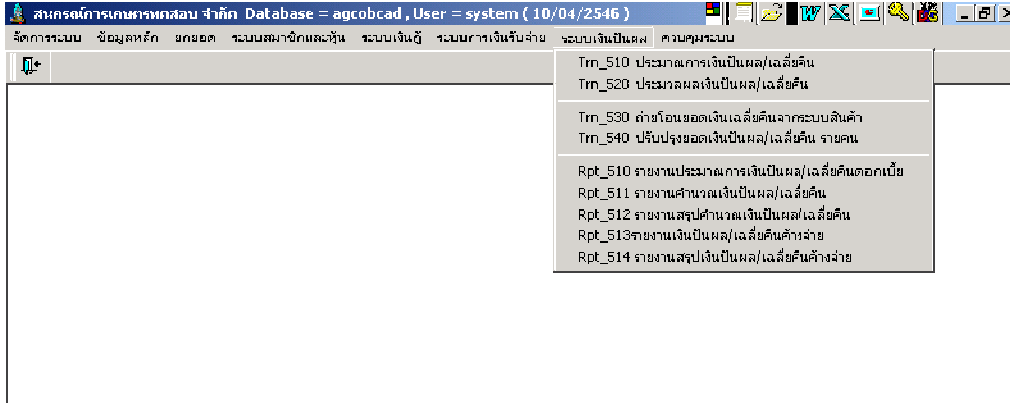 สหกรณ์การเกษตรทดสอบ จำกัด Database = agcobcad , User = system ( 10/04/2546 )
จัดการระบบ ข้อมูลหลัก ยกยอด ระบบสมาชิกและหุ้น ระบบเงินกู้ ระบบการเงินรับจ่าย ระบบเงินปันผล ควบคุมระบบ
Trn_510 ประมาณการเงินปันผล/เฉลี่ยคืน
Trn_520 ประมวลผลเงินปันผล/เฉลี่ยคืน
Trn_530 ถ่ายโอนยอดเงินเฉลี่ยคืนจากระบบสินค้า
Trn_540 ปรับปรุงยอดเงินปันผล/เฉลี่ยคืน รายคน
Rpt_510 รายงานประมาณการเงินปันผล/เฉลี่ยคืนดอกเบี้ย
Rpt_511 รายงานคำนวณเงินปันผล/เฉลี่ยคืน
Rpt_512 รายงานสรุปคำนวณเงินปันผล/เฉลี่ยคืน
Rpt_513รายงานเงินปันผล/เฉลี่ยคืนค้างจ่าย
Rpt_514 รายงานสรุปเงินปันผล/เฉลี่ยคืนค้างจ่าย